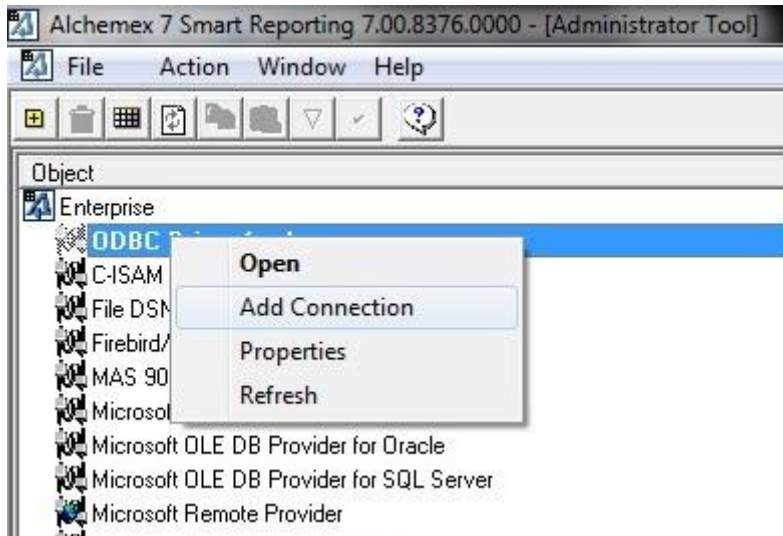 Alchemex 7 Smart Reporting 7.00.8376.0000 - [Administrator Tool]
File Action Window Help
Object
Enterprise
ODBC
Open
C-ISAM
Add Connection
File DSN
Firebird/
Properties
MAS 90
Refresh
Microsof
Microsoft OLE DB Provider for Oracle
Microsoft OLE DB Provider for SQL Server
Microsoft Remote Provider